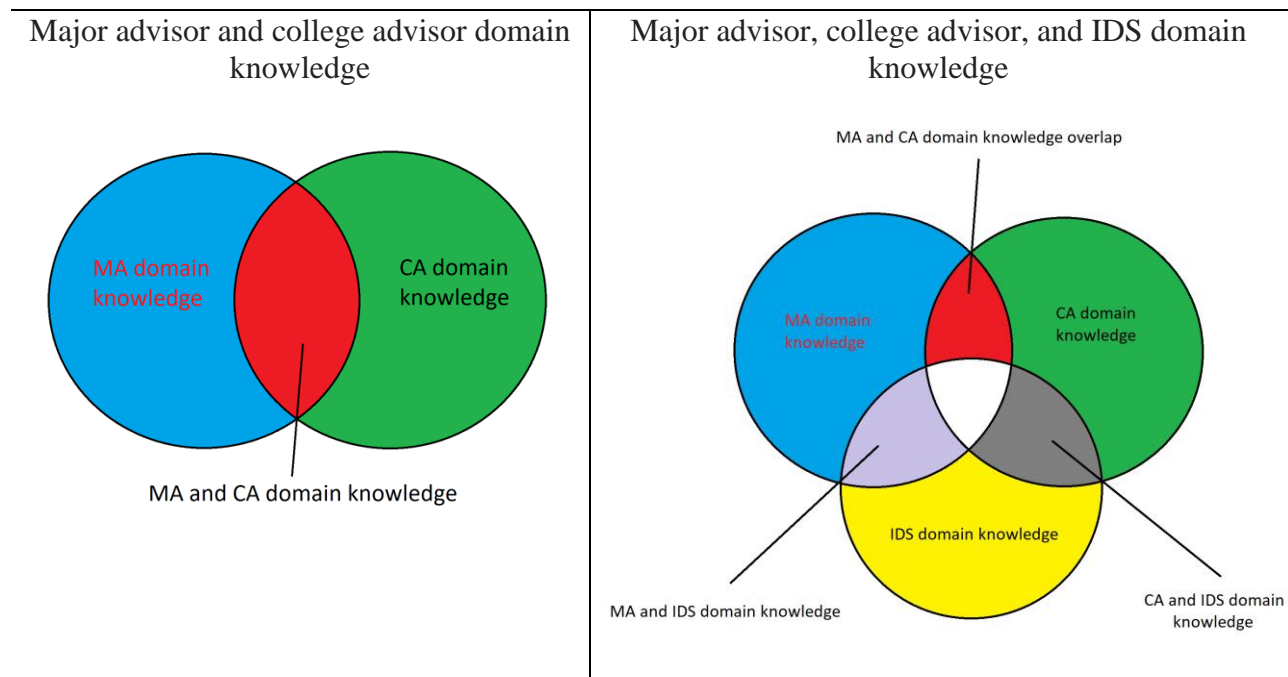 Major advisor and college advisor domain
knowledge
MA domain
knowledge
CA domain
knowledge
MA and CA domain knowledge
Major advisor, college advisor, and IDS domain
knowledge
MA and CA domain knowledge overlap
MA domain
knowledge
CA domain
knowledge
IDS domain knowledge
MA and IDS domain knowledge
CA and IDS domain
knowledge